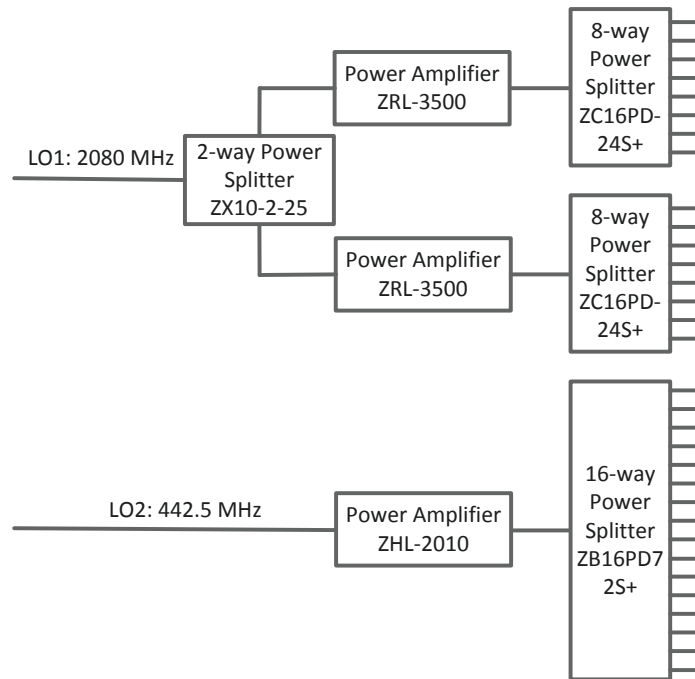 8-way
Power
Splitter
ZC16PD-
24S+
Power Amplifier
ZRL-3500
LO1: 2080 MHz
2-way Power
Splitter
ZX10-2-25
8-way
Power
Splitter
ZC16PD-
24S+
Power Amplifier
ZRL-3500
16-way
Power
Splitter
ZB16PD7
2S+
LO2: 442.5 MHz
Power Amplifier
ZHL-2010